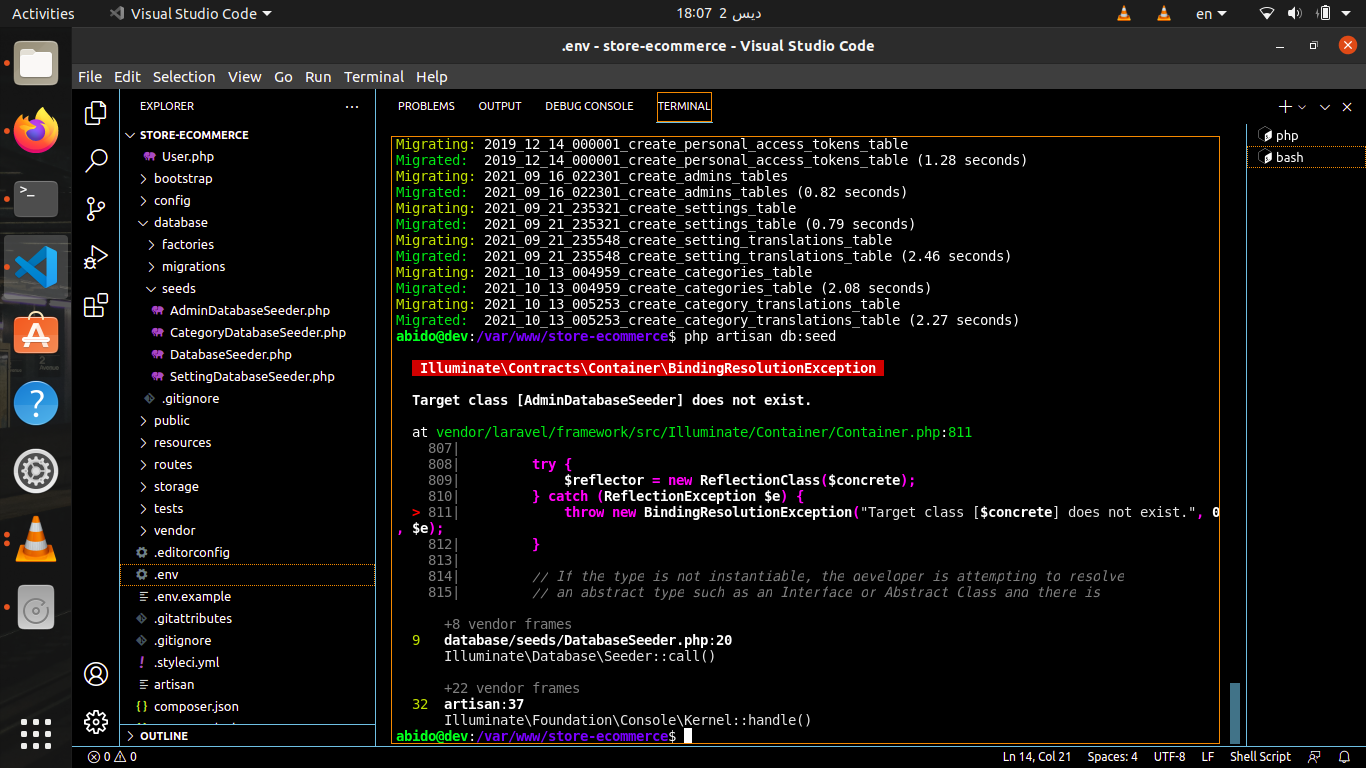 Activities
Visual Studio Code
18:07 2 ديس
en
.env - store-ecommerce - Visual Studio Code
File Edit Selection View Go Run Terminal Help
EXPLORER
STORE-ECOMMERCE
User.php
bootstrap
config
database
factories
migrations
seeds
AdminDatabaseSeeder.php
CategoryDatabaseSeeder.php
DatabaseSeeder.php
SettingDatabaseSeeder.php
.gitignore
public
resources
routes
storage
tests
vendor
.editorconfig
.env
.env.example
.gitattributes
.gitignore
.styleci.yml
artisan
composer.json
OUTLINE
PROBLEMS OUTPUT DEBUG CONSOLE TERMINAL
Migrating: 2019_12_14_000001_create_personal_access_tokens_table
Migrated:  2019_12_14_000001_create_personal_access_tokens_table (1.28 seconds)
Migrating: 2021_09_16_022301_create_admins_tables
Migrated:  2021_09_16_022301_create_admins_tables (0.82 seconds)
Migrating: 2021_09_21_235321_create_settings_table
Migrated:  2021_09_21_235321_create_settings_table (0.79 seconds)
Migrating: 2021_09_21_235548_create_setting_translations_table
Migrated:  2021_09_21_235548_create_setting_translations_table (2.46 seconds)
Migrating: 2021_10_13_004959_create_categories_table
Migrated:  2021_10_13_004959_create_categories_table (2.08 seconds)
Migrating: 2021_10_13_005253_create_category_translations_table
Migrated:  2021_10_13_005253_create_category_translations_table (2.27 seconds)
abido@dev:/var/www/store-ecommerce$ php artisan db:seed
Illuminate\Contracts\Container\BindingResolutionException
Target class [AdminDatabaseSeeder] does not exist.
at vendor/laravel/framework/src/Illuminate/Container/Container.php:811
807|
808| try {
809| $reflector = new ReflectionClass($concrete);
810| } catch (ReflectionException $e) {
> 811| throw new BindingResolutionException("Target class [$concrete] does not exist.", 0
, $e);
812| }
813|
814| // If the type is not instantiable, the developer is attempting to resolve
815| // an abstract type such as an Interface or Abstract Class and there is
+8 vendor frames
9 database/seeds/DatabaseSeeder.php:20
Illuminate\Database\Seeder::call()
+22 vendor frames
32 artisan:37
Illuminate\Foundation\Console\Kernel::handle()
abido@dev:/var/www/store-ecommerce$
php
bash
0 0
Ln 14, Col 21 Spaces: 4 UTF-8 LF Shell Script